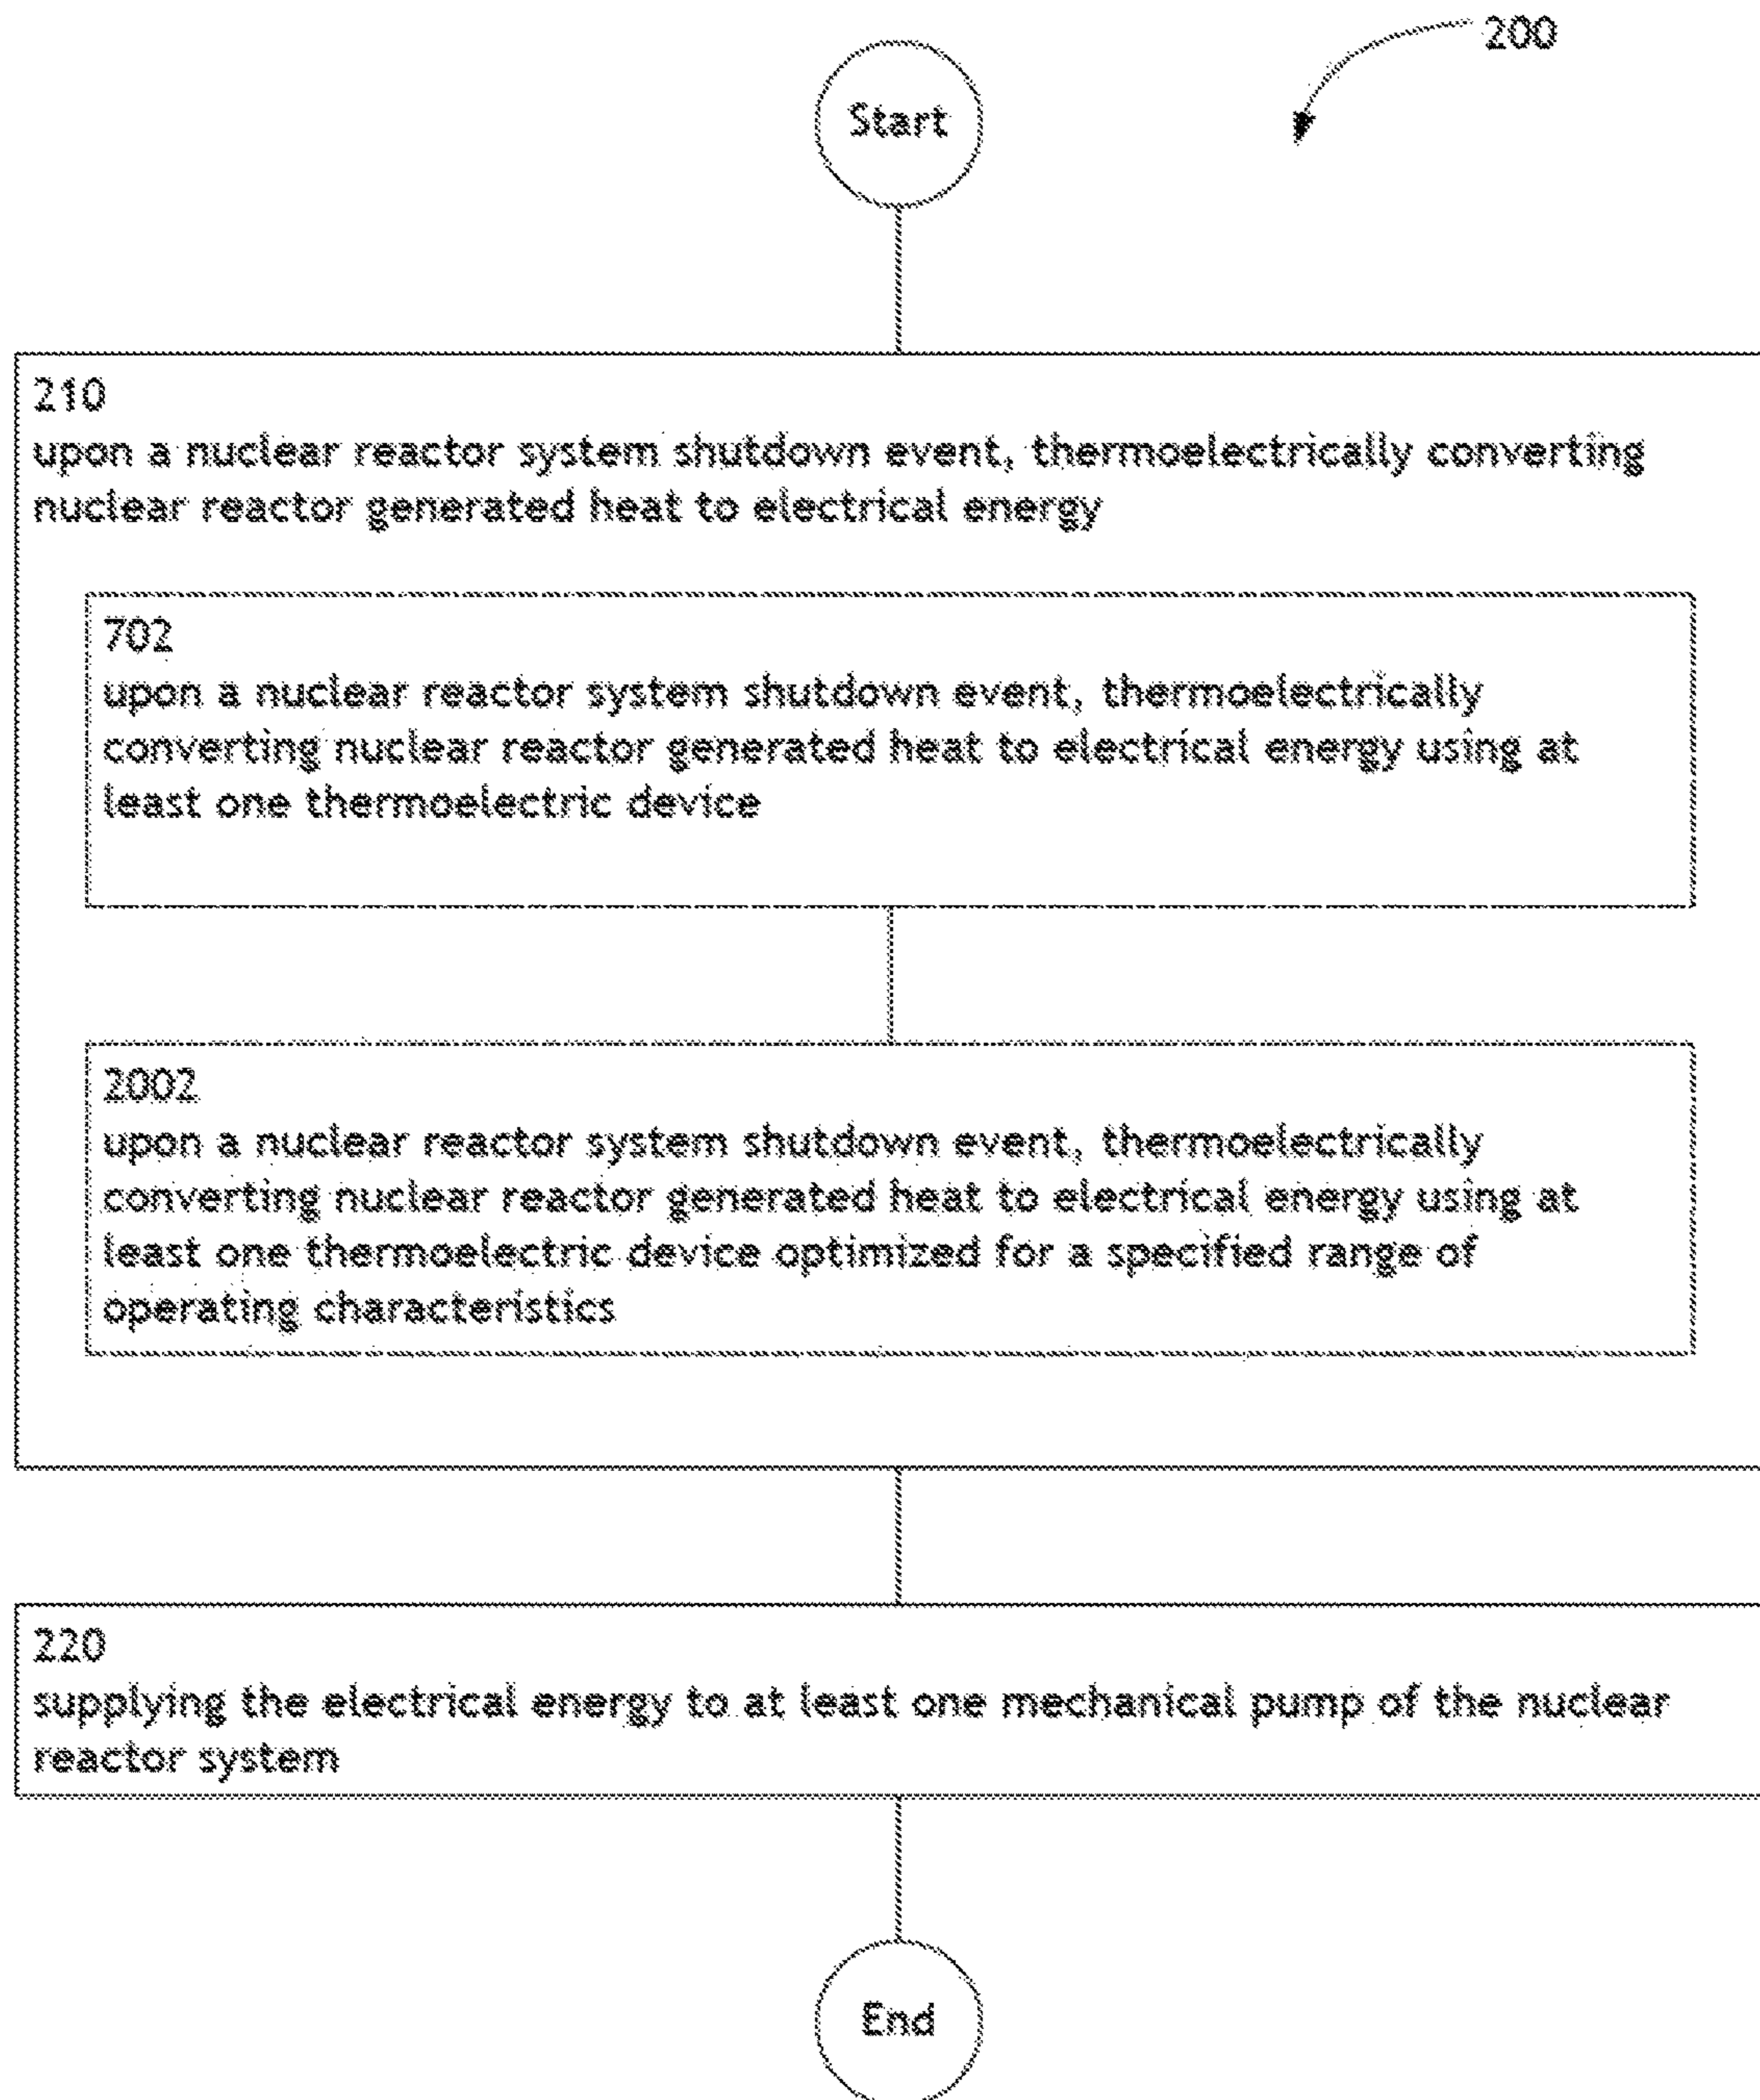 200
Start
210
upon a nuclear reactor system shutdown event, thermoelectrically converting
nuclear reactor generated heat to electrical energy
702
upon a nuclear reactor system shutdown event, thermoelectrically
converting nuclear reactor generated heat to electrical energy using at
least one thermoelectric device
2002
upon a nuclear reactor system shutdown event, thermoelectrically
converting nuclear reactor generated heat to electrical energy using at
least one thermoelectric device optimized for a specified range of
operating characteristics
220
supplying the electrical energy to at least one mechanical pump of the nuclear
reactor system
End